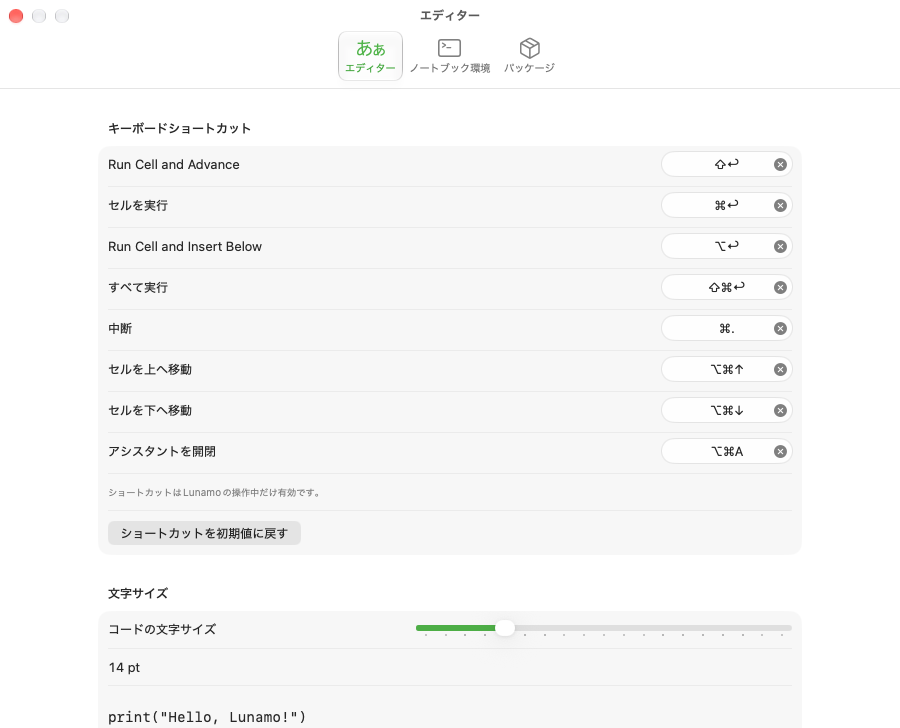 エディター
あぁ
エディター
ノートブック環境
パッケージ
キーボードショートカット
Run Cell and Advance ⇧↩
セルを実行 ⌘↩
Run Cell and Insert Below ⌥↩
すべて実行 ⇧⌘↩
中断 ⌘.
セルを上へ移動 ⌥⌘↑
セルを下へ移動 ⌥⌘↓
アシスタントを開閉 ⌥⌘A
ショートカットはLunamoの操作中だけ有効です。
ショートカットを初期値に戻す
文字サイズ
コードの文字サイズ
14 pt
print("Hello, Lunamo!")